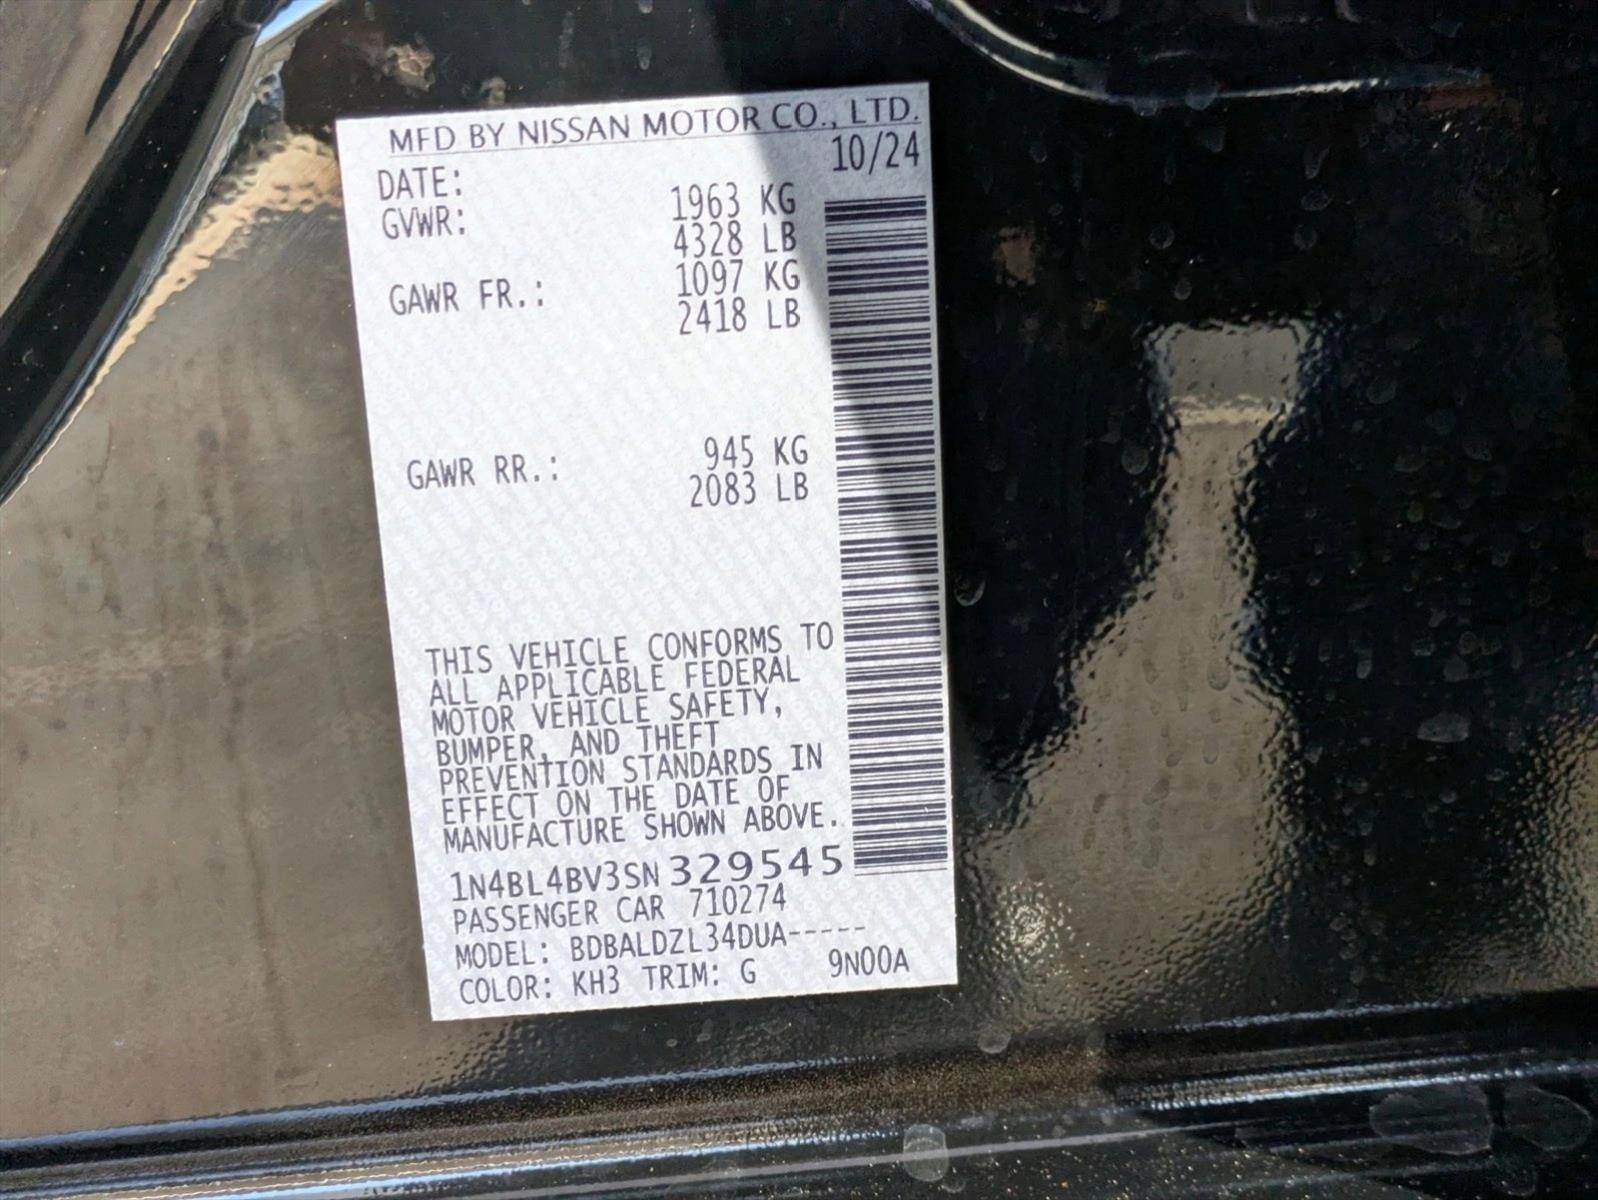 MFD BY NISSAN MOTOR CO., LTD.
DATE: 10/24
GVWR: 1963 KG
4328 LB
GAWR FR.: 1097 KG
2418 LB
GAWR RR.: 945 KG
2083 LB
THIS VEHICLE CONFORMS TO
ALL APPLICABLE FEDERAL
MOTOR VEHICLE SAFETY,
BUMPER, AND THEFT
PREVENTION STANDARDS IN
EFFECT ON THE DATE OF
MANUFACTURE SHOWN ABOVE.
1N4BL4BV3SN329545
PASSENGER CAR 710274
MODEL: BDBALDZL34DUA-----
COLOR: KH3 TRIM: G 9N00A